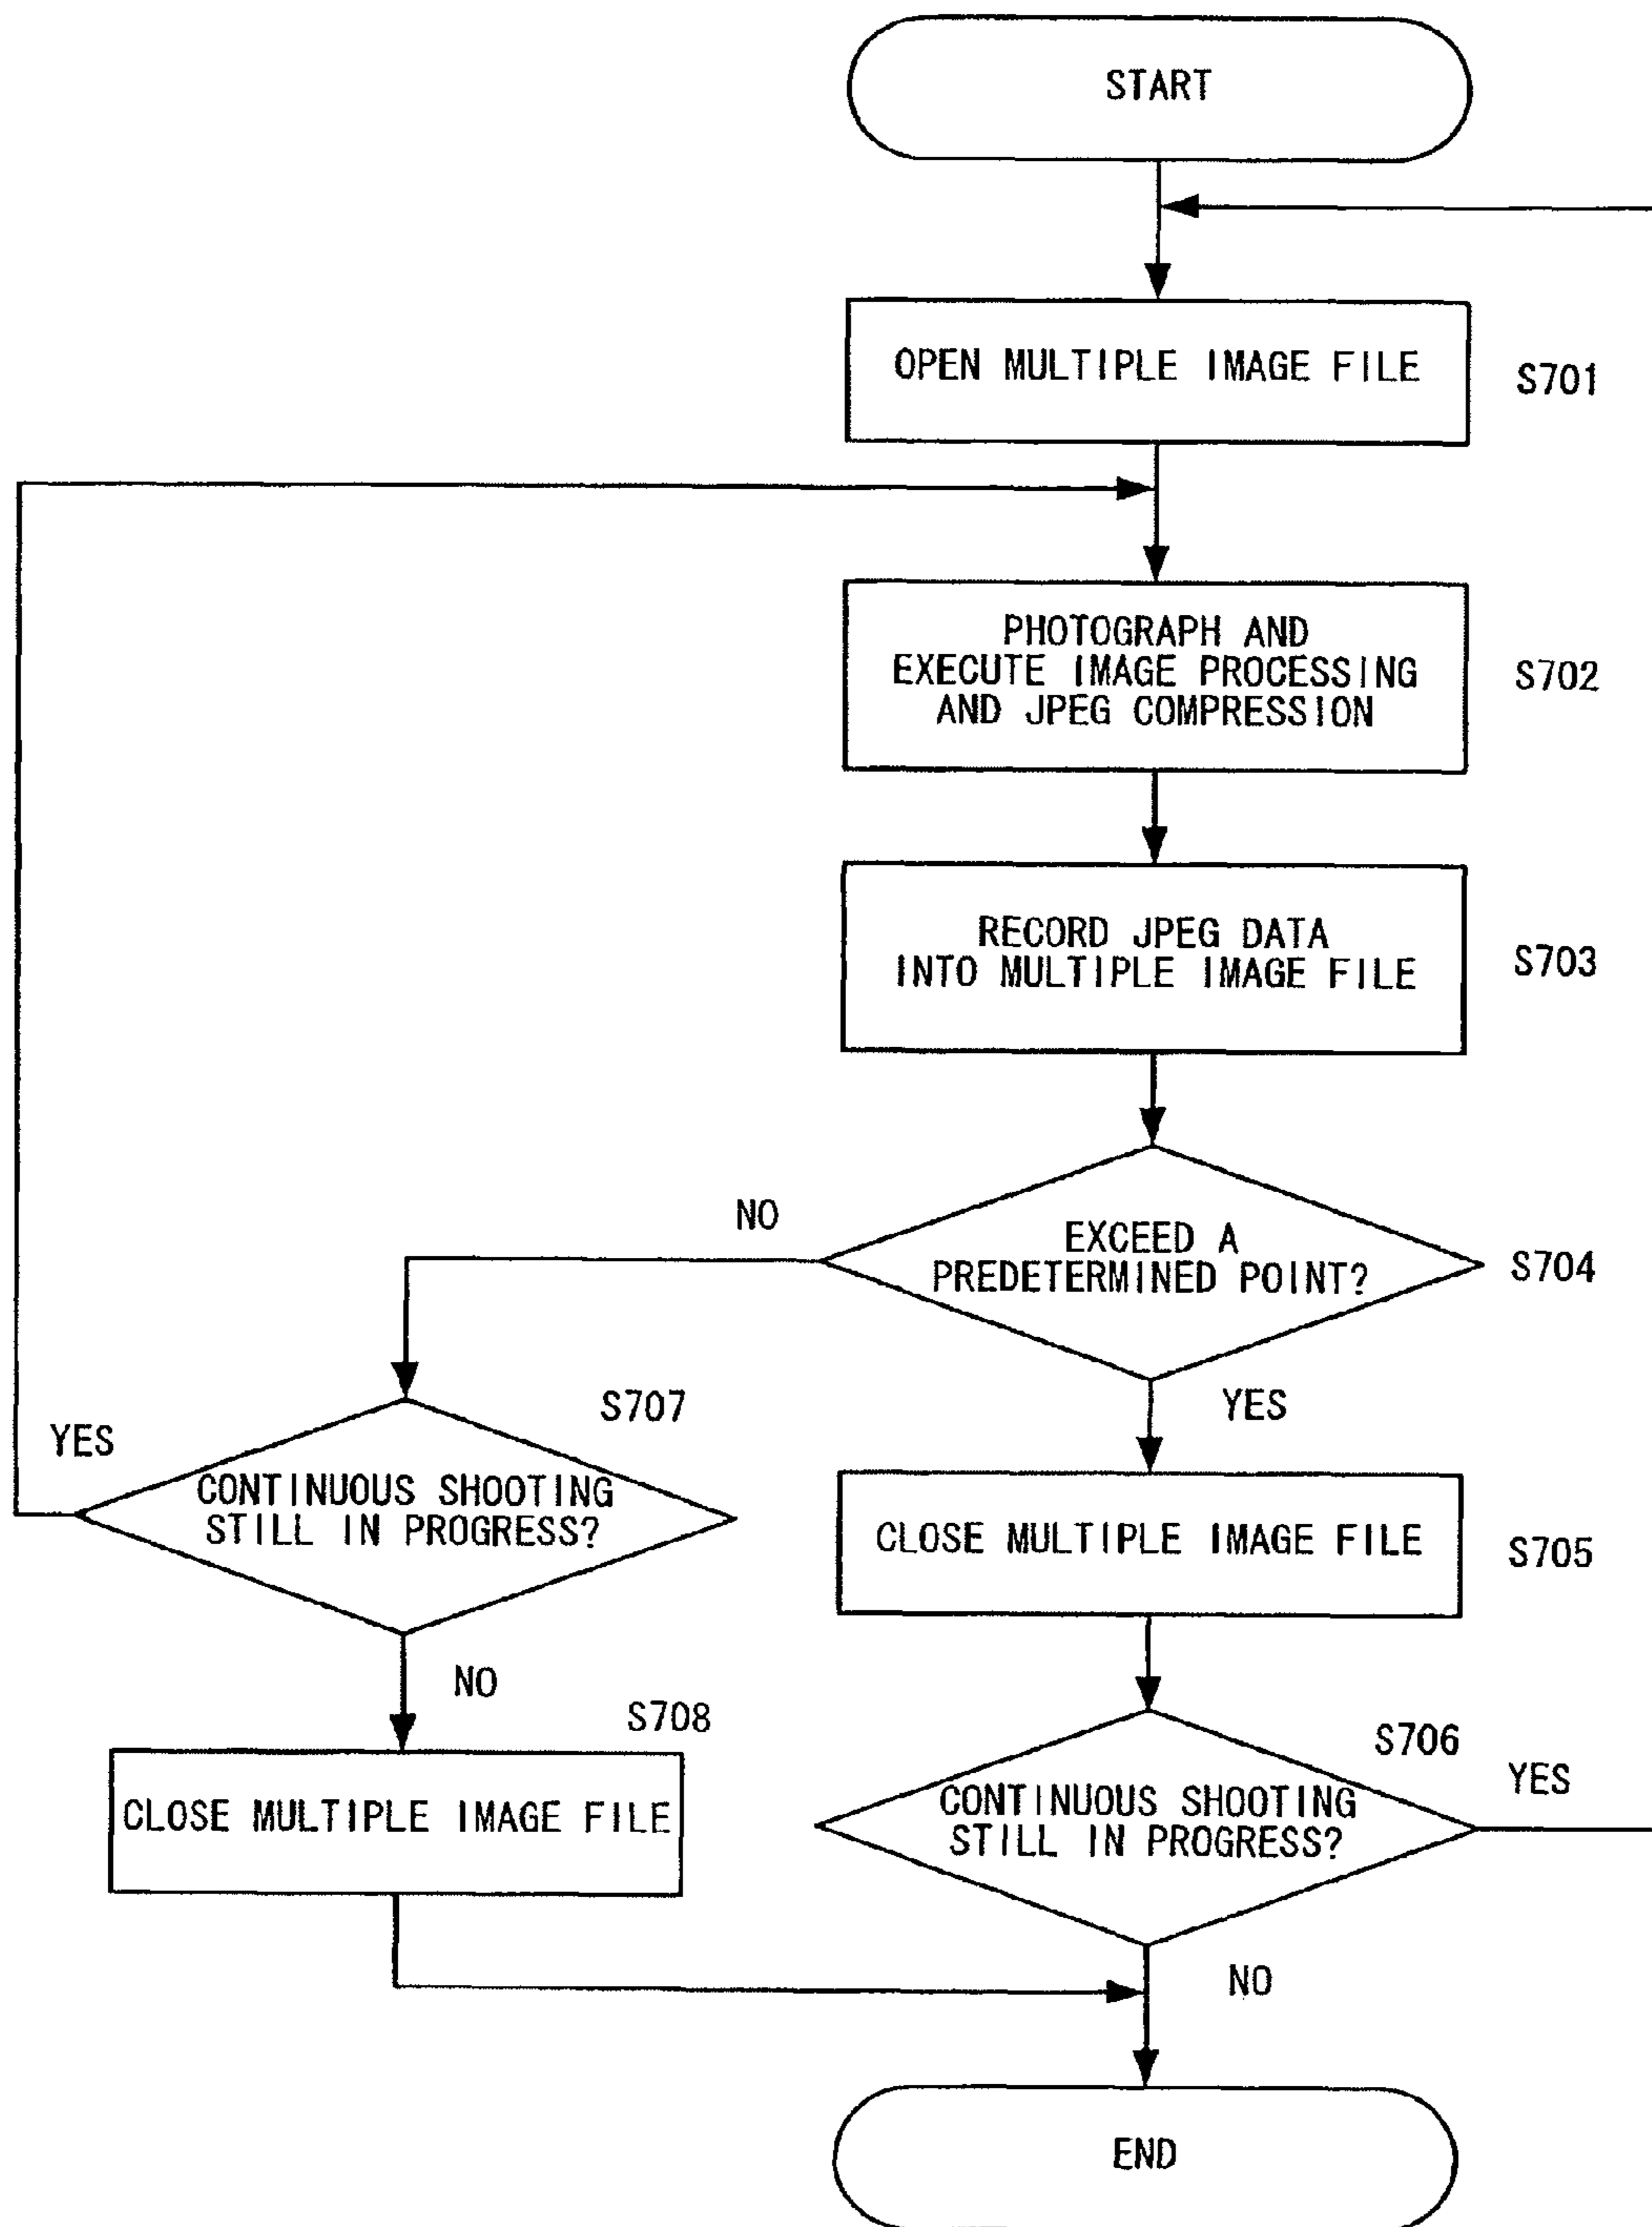 START
OPEN MULTIPLE IMAGE FILE
S701
PHOTOGRAPH AND
EXECUTE IMAGE PROCESSING
AND JPEG COMPRESSION
S702
RECORD JPEG DATA
INTO MULTIPLE IMAGE FILE
S703
NO
EXCEED A
PREDETERMINED POINT?
S704
YES
S707
YES
CONTINUOUS SHOOTING
STILL IN PROGRESS?
CLOSE MULTIPLE IMAGE FILE
S705
NO
S708
CLOSE MULTIPLE IMAGE FILE
S706
YES
CONTINUOUS SHOOTING
STILL IN PROGRESS?
NO
END